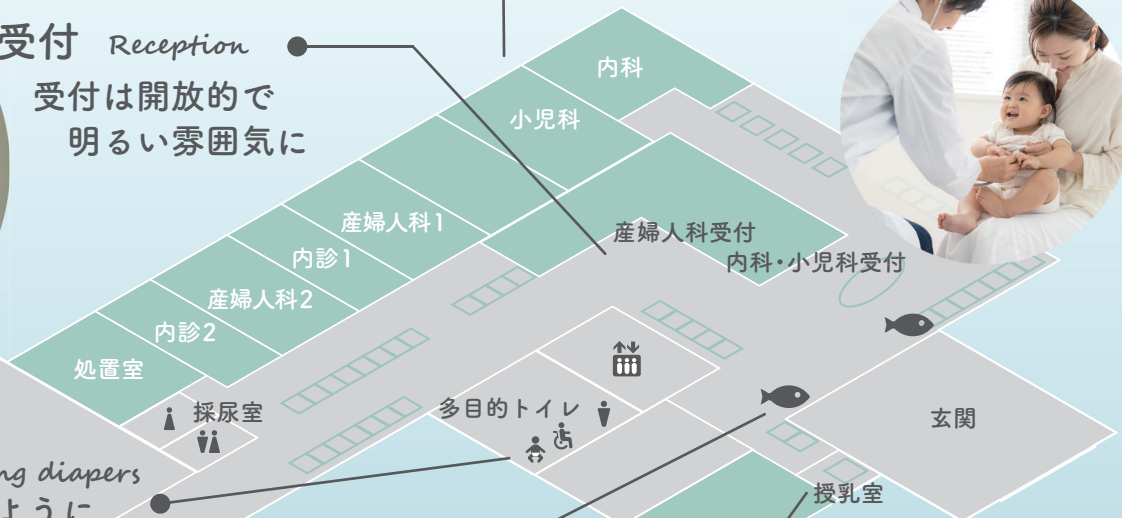 受付 Reception
受付は開放的で
明るい雰囲気に
内科
小児科
産婦人科1
内診1
産婦人科2
内診2
処置室
産婦人科受付
内科・小児科受付
採尿室
多目的トイレ
玄関
授乳室
ng diapers
ように